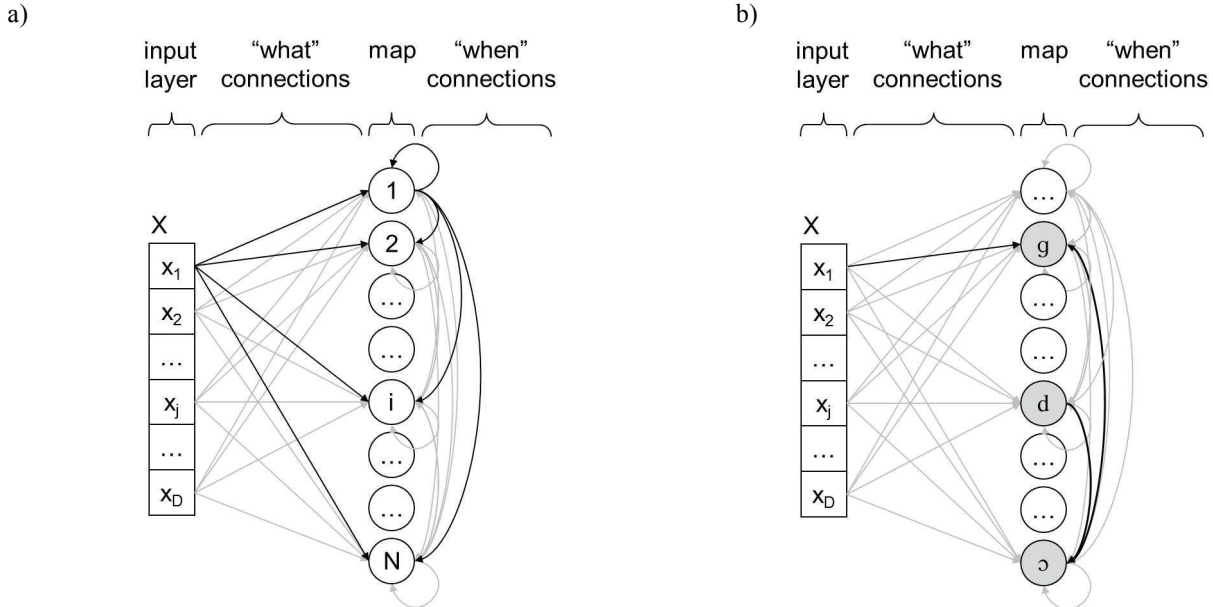 a)
input layer
“what” connections
map
“when” connections
X
x1
x2
...
xj
...
xD
1
2
...
...
i
...
...
N
b)
input layer
“what” connections
map
“when” connections
X
x1
x2
...
xj
...
xD
...
g
...
...
d
...
...
ɔ